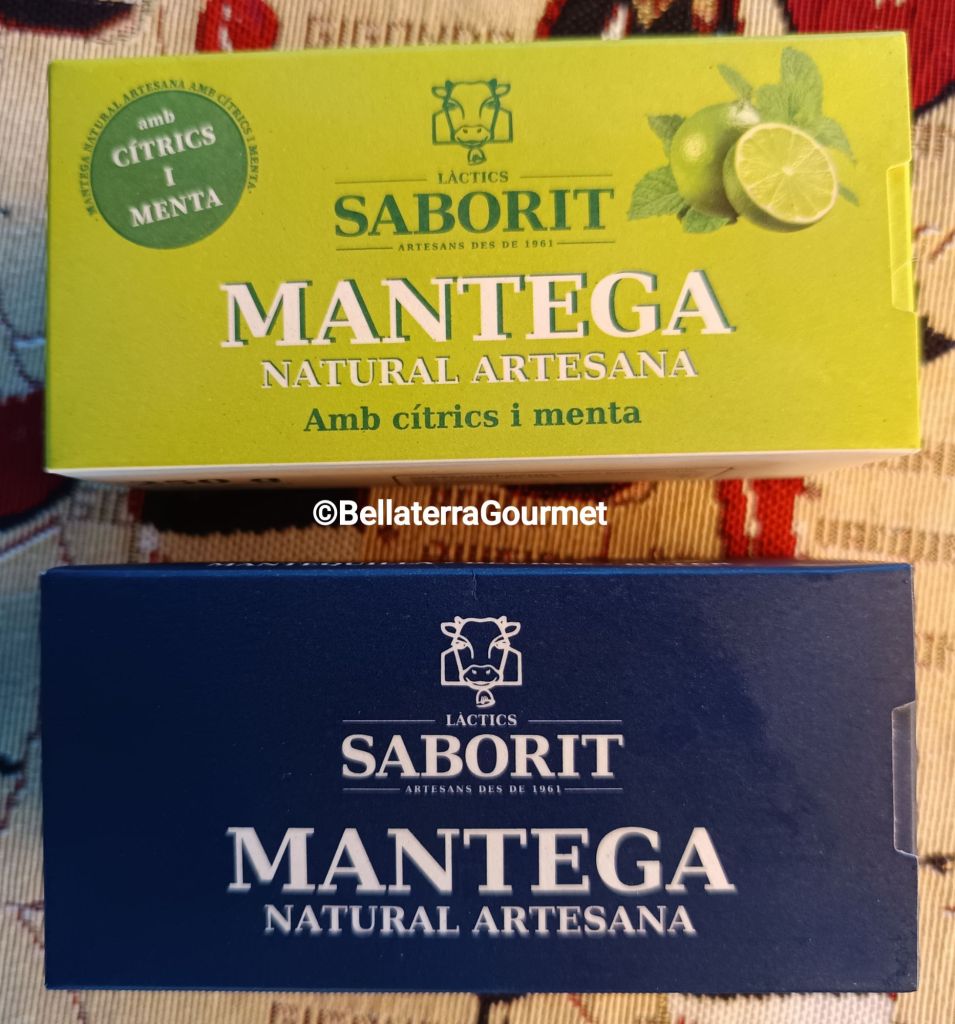 MANTEGA NATURAL ARTESANA AMB CÍTRICS I MENTA.
amb
CÍTRICS
I
MENTA
LÀCTICS
SABORIT
ARTESANS DES DE 1961
MANTEGA
NATURAL ARTESANA
Amb cítrics i menta
250 g
©BellaterraGourmet
LÀCTICS
SABORIT
ARTESANS DES DE 1961
MANTEGA
NATURAL ARTESANA